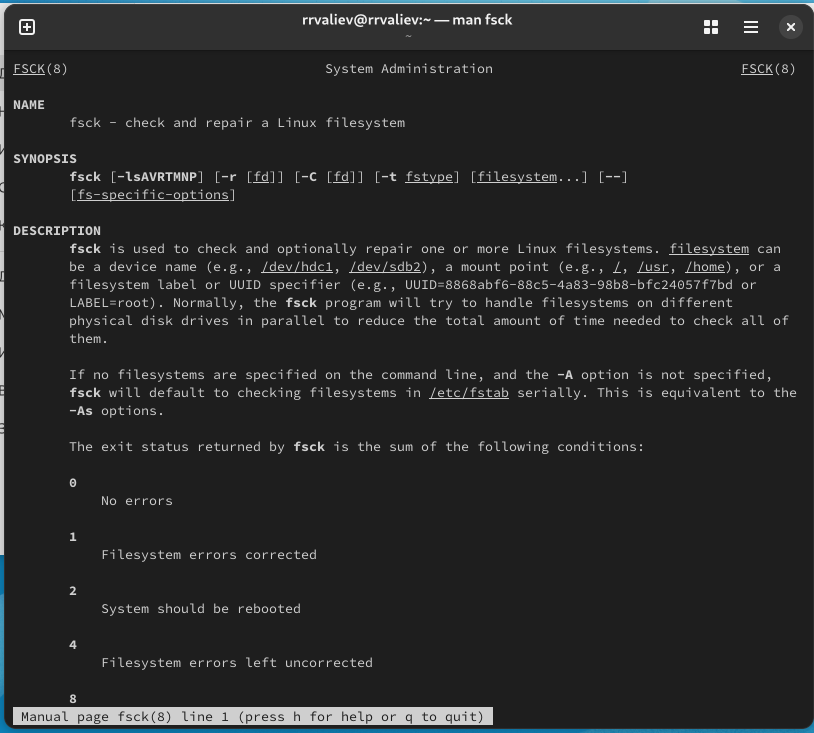 rrvaliev@rrvaliev:~ — man fsck
~
FSCK(8) System Administration FSCK(8)
NAME
fsck - check and repair a Linux filesystem
SYNOPSIS
fsck [-lsAVRTMNP] [-r [fd]] [-C [fd]] [-t fstype] [filesystem...] [--]
[fs-specific-options]
DESCRIPTION
fsck is used to check and optionally repair one or more Linux filesystems. filesystem can
be a device name (e.g., /dev/hdc1, /dev/sdb2), a mount point (e.g., /, /usr, /home), or a
filesystem label or UUID specifier (e.g., UUID=8868abf6-88c5-4a83-98b8-bfc24057f7bd or
LABEL=root). Normally, the fsck program will try to handle filesystems on different
physical disk drives in parallel to reduce the total amount of time needed to check all of
them.
If no filesystems are specified on the command line, and the -A option is not specified,
fsck will default to checking filesystems in /etc/fstab serially. This is equivalent to the
-As options.
The exit status returned by fsck is the sum of the following conditions:
0
No errors
1
Filesystem errors corrected
2
System should be rebooted
4
Filesystem errors left uncorrected
8
Manual page fsck(8) line 1 (press h for help or q to quit)